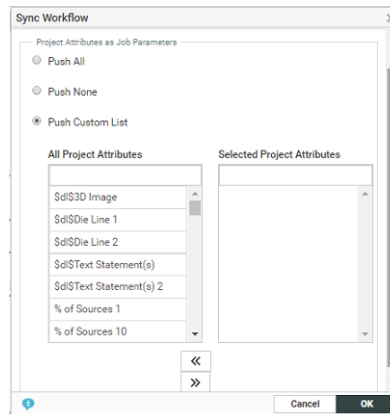 Sync Workflow
Project Attributes as Job Parameters
Push All
Push None
Push Custom List
All Project Attributes
Selected Project Attributes
$dl$3D Image
$dl$Die Line 1
$dl$Die Line 2
$dl$Text Statement(s)
$dl$Text Statement(s) 2
% of Sources 1
% of Sources 10
«
»
Cancel
OK